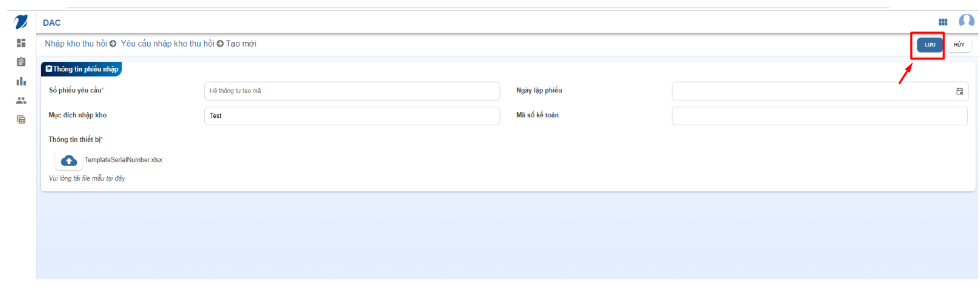 DAC
Nhập kho thu hồi Yêu cầu nhập kho thu hồi Tạo mới
LƯU HỦY
Thông tin phiếu nhập
Số phiếu yêu cầu* Hệ thống tự tạo mã Ngày lập phiếu
Mục đích nhập kho Test Mã số kế toán
Thông tin thiết bị*
TemplateSerialNumber.xlsx
Vui lòng tải file mẫu tại đây